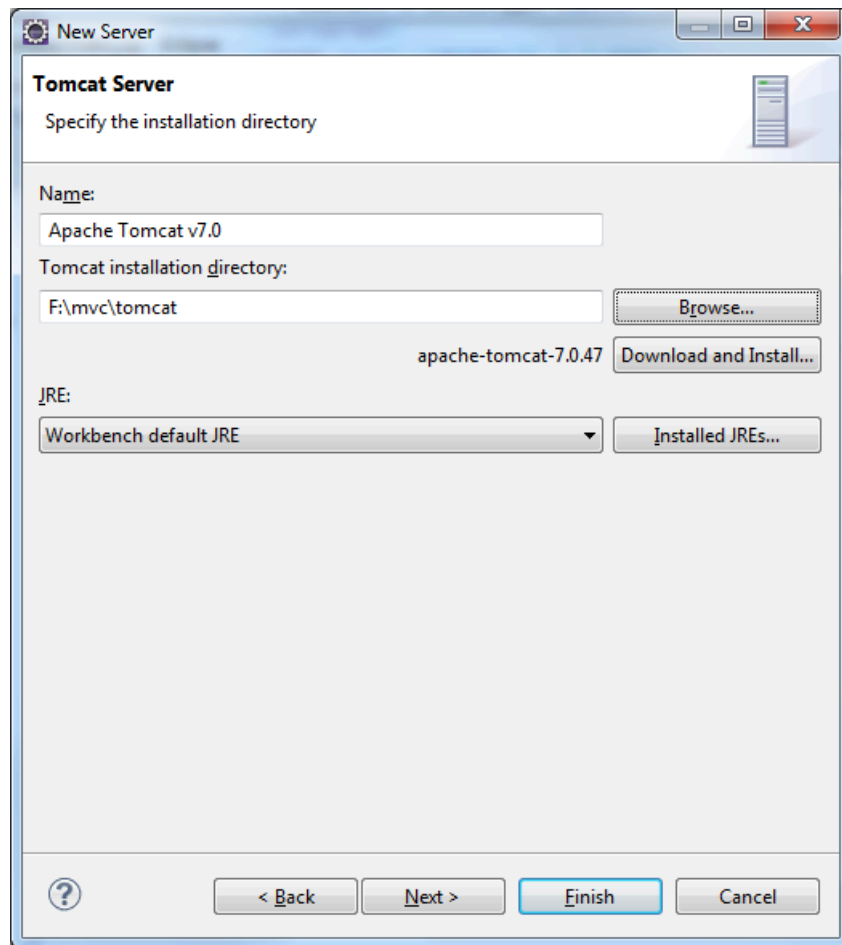 New Server
Tomcat Server
Specify the installation directory
Name:
Apache Tomcat v7.0
Tomcat installation directory:
F:\mvc\tomcat
Browse...
apache-tomcat-7.0.47 Download and Install...
JRE:
Workbench default JRE
Installed JREs...
< Back Next > Finish Cancel